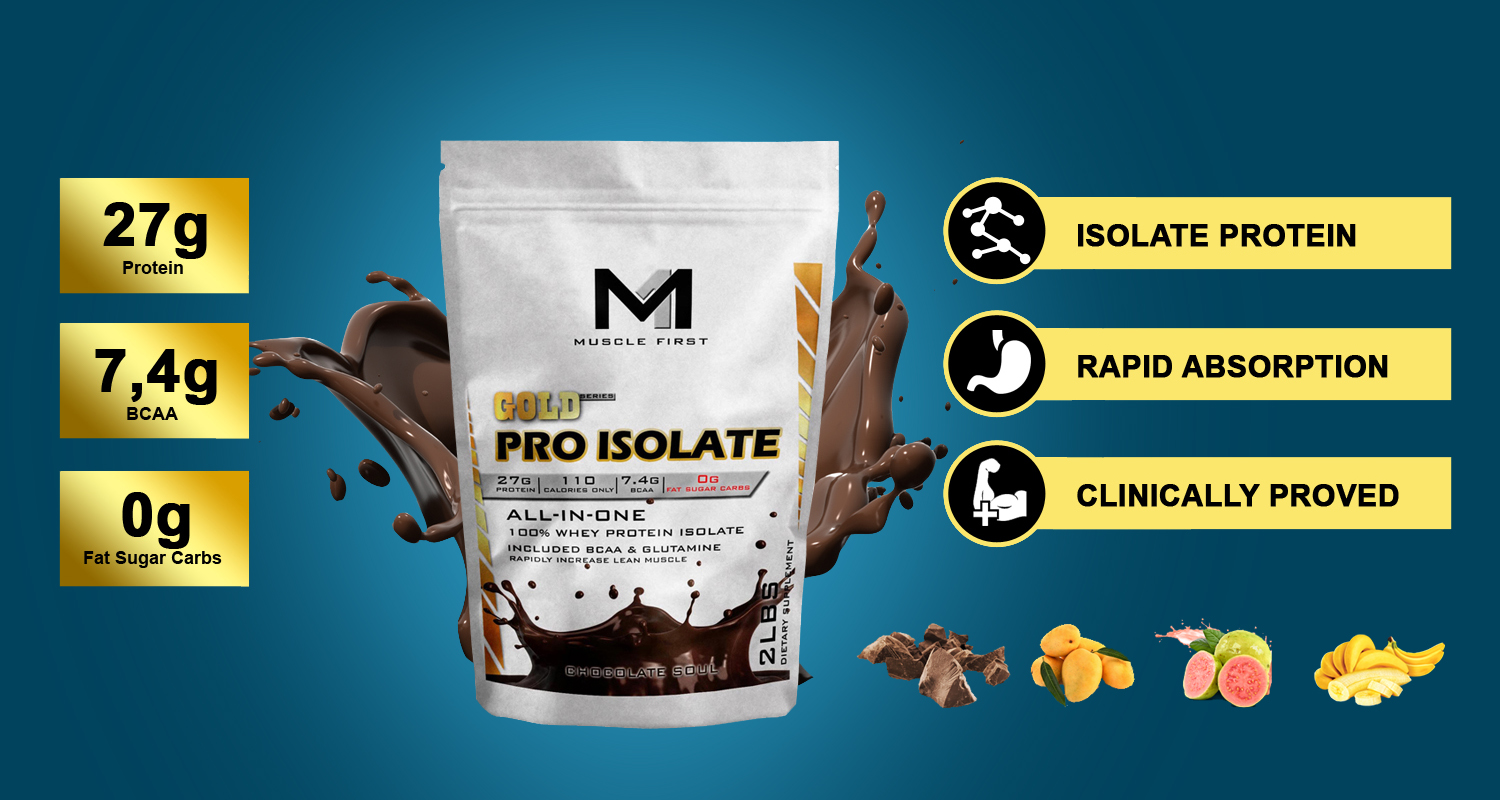 27g
Protein
7,4g
BCAA
0g
Fat Sugar Carbs
M1
MUSCLE FIRST
GOLD SERIES
PRO ISOLATE
27G PROTEIN
110 CALORIES ONLY
7.4G BCAA
0G FAT SUGAR CARBS
ALL-IN-ONE
100% WHEY PROTEIN ISOLATE
INCLUDED BCAA & GLUTAMINE
RAPIDLY INCREASE LEAN MUSCLE
2LBS
DIETARY SUPPLEMENT
CHOCOLATE SOUL
ISOLATE PROTEIN
RAPID ABSORPTION
CLINICALLY PROVED